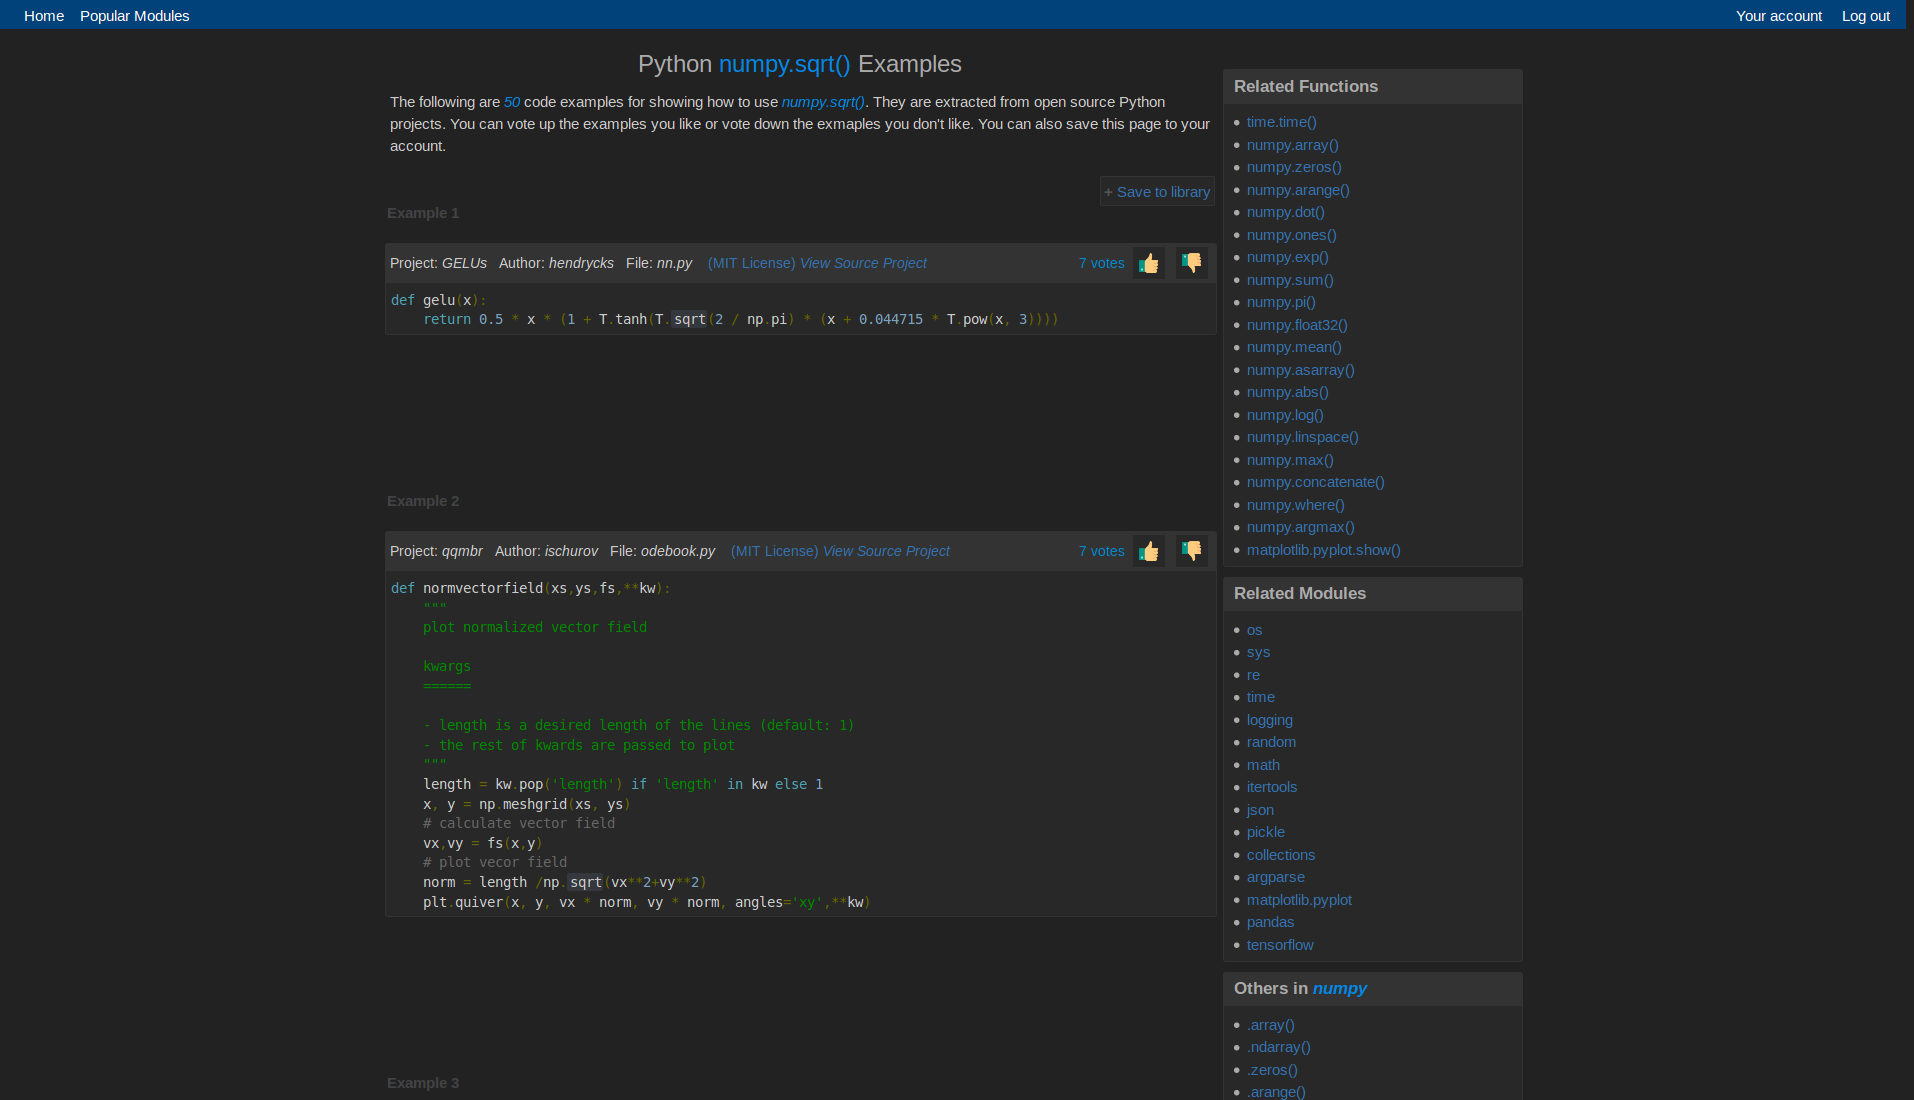 Home Popular Modules Your account Log out
Python numpy.sqrt() Examples
The following are 50 code examples for showing how to use numpy.sqrt(). They are extracted from open source Python
projects. You can vote up the examples you like or vote down the exmaples you don't like. You can also save this page to your
account.
+ Save to library
Example 1
Project: GELUs Author: hendrycks File: nn.py (MIT License) View Source Project 7 votes
def gelu(x):
    return 0.5 * x * (1 + T.tanh(T.sqrt(2 / np.pi) * (x + 0.044715 * T.pow(x, 3))))
Example 2
Project: qqmbr Author: ischurov File: odebook.py (MIT License) View Source Project 7 votes
def normvectorfield(xs,ys,fs,**kw):
    """
    plot normalized vector field
    kwargs
    ======
    - length is a desired length of the lines (default: 1)
    - the rest of kwards are passed to plot
    """
    length = kw.pop('length') if 'length' in kw else 1
    x, y = np.meshgrid(xs, ys)
    # calculate vector field
    vx,vy = fs(x,y)
    # plot vecor field
    norm = length /np.sqrt(vx**2+vy**2)
    plt.quiver(x, y, vx * norm, vy * norm, angles='xy',**kw)
Example 3
Related Functions
time.time()
numpy.array()
numpy.zeros()
numpy.arange()
numpy.dot()
numpy.ones()
numpy.exp()
numpy.sum()
numpy.pi()
numpy.float32()
numpy.mean()
numpy.asarray()
numpy.abs()
numpy.log()
numpy.linspace()
numpy.max()
numpy.concatenate()
numpy.where()
numpy.argmax()
matplotlib.pyplot.show()
Related Modules
os
sys
re
time
logging
random
math
itertools
json
pickle
collections
argparse
matplotlib.pyplot
pandas
tensorflow
Others in numpy
.array()
.ndarray()
.zeros()
.arange()